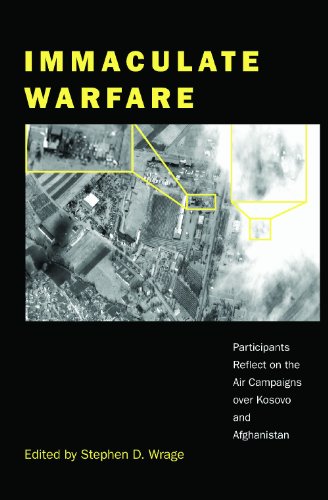 IMMACULATE
WARFARE
Participants
Reflect on the
Air Campaigns
over Kosovo
and
Afghanistan
Edited by Stephen D. Wrage